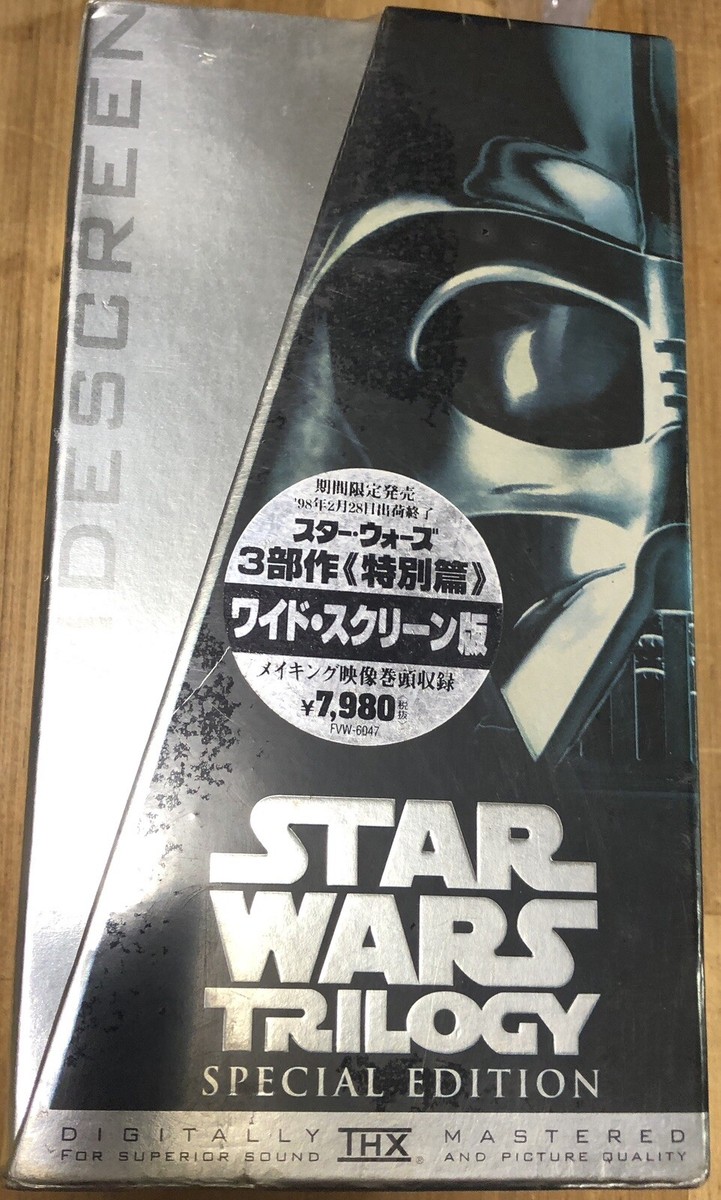 DESCREEN
期間限定発売
'98年2月28日出荷終了
スター・ウォーズ
3部作《特別篇》
ワイド・スクリーン版
メイキング映像巻頭収録
¥7,980税抜
FVW-6047
STAR
WARS
TRILOGY
SPECIAL EDITION
DIGITALLY THX MASTERED
FOR SUPERIOR SOUND AND PICTURE QUALITY